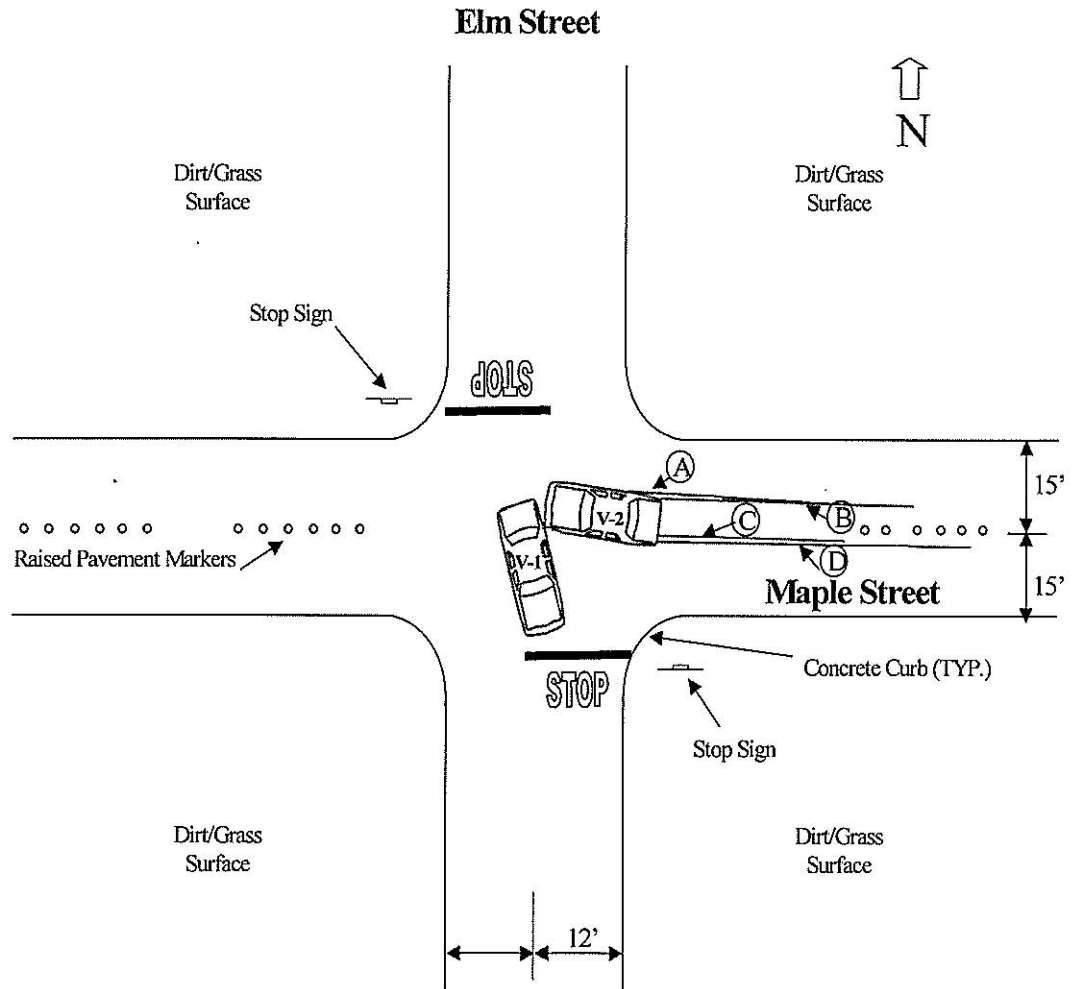 Elm Street
N
Dirt/Grass
Surface
Dirt/Grass
Surface
Stop Sign
STOP
A
15'
V-2
C
B
Raised Pavement Markers
V-1
D
Maple Street
15'
Concrete Curb (TYP.)
STOP
Stop Sign
Dirt/Grass
Surface
Dirt/Grass
Surface
12'